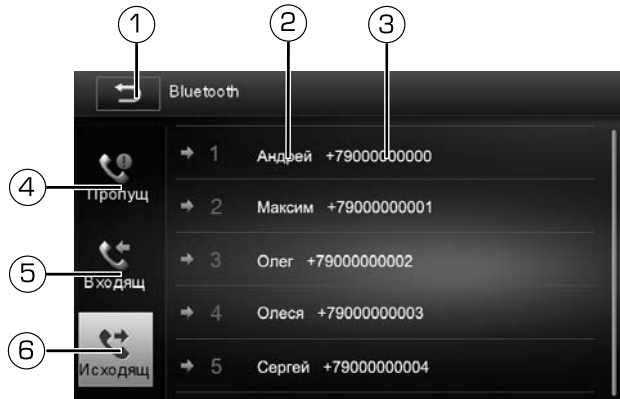 1 2 3
Bluetooth
1 Андрей +79000000000
4
Пропущ
2 Максим +79000000001
5
Входящ
3 Олег +79000000002
4 Олеся +79000000003
6
Исходящ
5 Сергей +79000000004